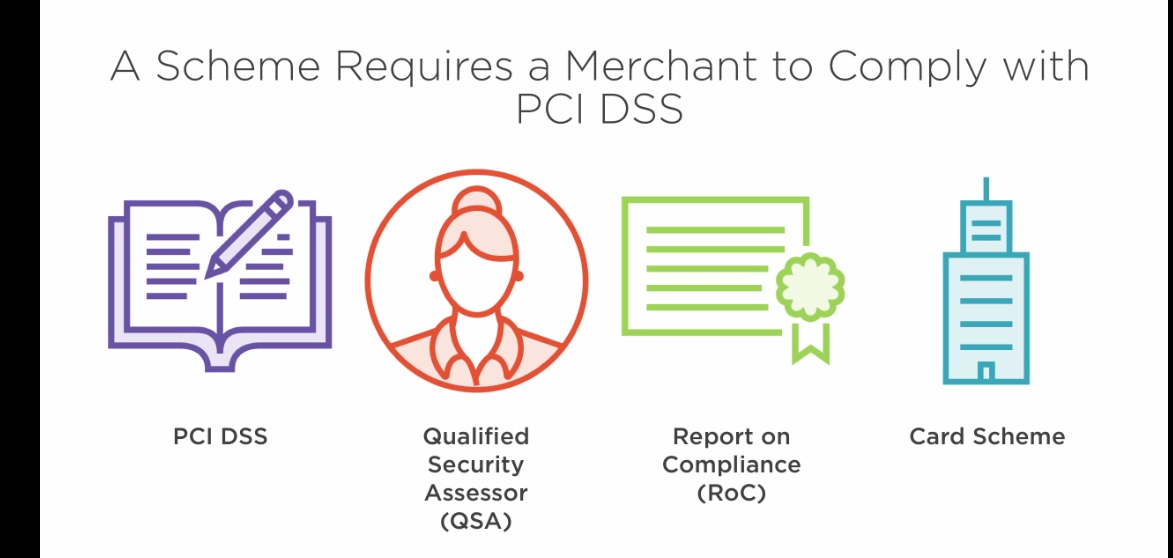 A Scheme Requires a Merchant to Comply with
PCI DSS
PCI DSS
Qualified
Security
Assessor
(QSA)
Report on
Compliance
(RoC)
Card Scheme